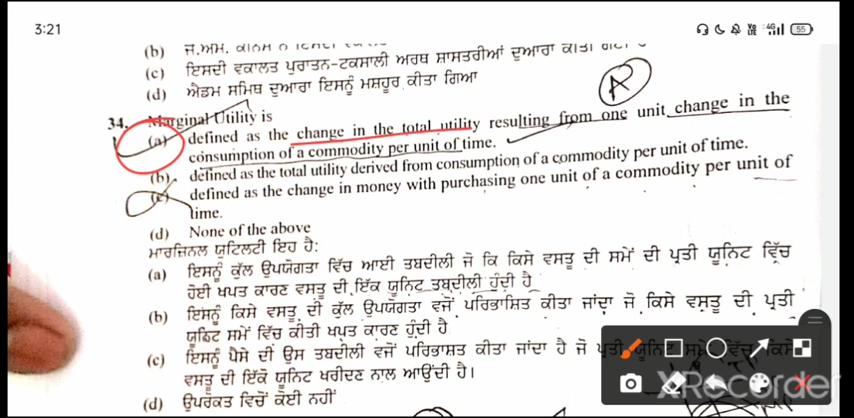 3:21
4G
55
(b) ਜ.ਐਮ.
(c) ਇਸਦੀ ਵਕਾਲਤ ਪੁਰਾਤਨ-ਟਕਸਾਲੀ ਅਰਥ ਸ਼ਾਸਤਰੀਆਂ ਦੁਆਰਾ ਕੀਤੀ ਗਈ
(d) ਐਡਮ ਸਮਿਥ ਦੁਆਰਾ ਇਸਨੂੰ ਮਸ਼ਹੂਰ ਕੀਤਾ ਗਿਆ
A
34. Marginal Utility is
(a) defined as the change in the total utility resulting from one unit change in the
consumption of a commodity per unit of time.
(b) defined as the total utility derived from consumption of a commodity per unit of time.
(c) defined as the change in money with purchasing one unit of a commodity per unit of
time.
(d) None of the above
ਮਾਰਜਿਨਲ ਯੁਟਿਲਟੀ ਇਹ ਹੈ:
(a) ਇਸਨੂੰ ਕੁੱਲ ਉਪਯੋਗਤਾ ਵਿੱਚ ਆਈ ਤਬਦੀਲੀ ਜੋ ਕਿ ਕਿਸੇ ਵਸਤੂ ਦੀ ਸਮੇਂ ਦੀ ਪ੍ਰਤੀ ਯੂਨਿਟ ਵਿੱਚ
ਹੋਈ ਖਪਤ ਕਾਰਣ ਵਸਤੂ ਦੀ ਇੱਕ ਯੂਨਿਟ ਤਬਦੀਲੀ ਹੁੰਦੀ ਹੈ
(b) ਇਸਨੂੰ ਕਿਸੇ ਵਸਤੂ ਦੀ ਕੁੱਲ ਉਪਯੋਗਤਾ ਵਜੋਂ ਪਰਿਭਾਸ਼ਿਤ ਕੀਤਾ ਜਾਂਦਾ ਜੋ ਕਿਸੇ ਵਸਤੂ ਦੀ ਪ੍ਰਤੀ
ਯੂਨਿਟ ਸਮੇਂ ਵਿੱਚ ਕੀਤੀ ਖਪਤ ਕਾਰਣ ਹੁੰਦੀ ਹੈ
(c) ਇਸਨੂੰ ਪੈਸੇ ਦੀ ਉਸ ਤਬਦੀਲੀ ਵਜੋਂ ਪਰਿਭਾਸ਼ਤ ਕੀਤਾ ਜਾਂਦਾ ਹੈ ਜੋ ਪ੍ਰਤੀ ਯੂਨਿਟ ਸਮੇਂ ਵਿੱਚ ਕਿਸੇ
ਵਸਤੂ ਦੀ ਇੱਕੋ ਯੂਨਿਟ ਖਰੀਦਣ ਨਾਲ ਆਉਂਦੀ ਹੈ।
(d) ਉਪਰੋਕਤ ਵਿਚੋਂ ਕੋਈ ਨਹੀਂ
XRecorder